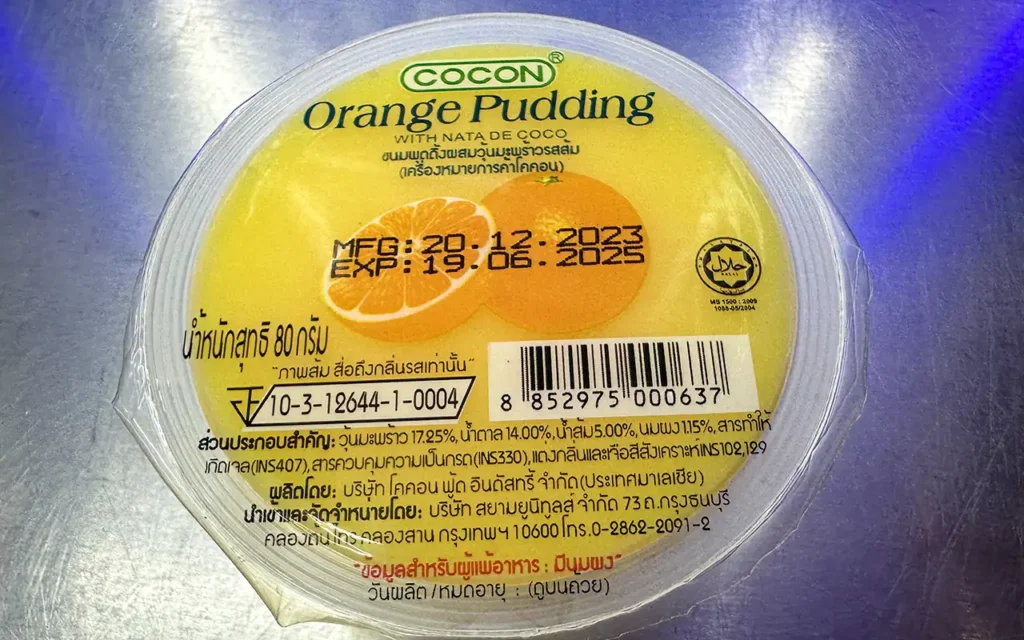 COCON®
Orange Pudding
WITH NATA DE COCO
ขนมพุดดิ้งผสมวุ้นมะพร้าวรสส้ม
(เครื่องหมายการค้าโคคอน)
MFG:20.12.2023
EXP:19.06.2025
حلال
HALAL
MS 1500 : 2009
1088-05/2004
น้ำหนักสุทธิ 80 กรัม
"ภาพส้ม สื่อถึงกลิ่นรสเท่านั้น"
10-3-12644-1-0004
8 852975 000637
ส่วนประกอบสำคัญ: วุ้นมะพร้าว 17.25%, น้ำตาล 14.00%, น้ำส้ม 5.00%, นมผง 1.15%, สารทำให้
เกิดเจล(INS407), สารควบคุมความเป็นกรด(INS330), แต่งกลิ่นและเจือสีสังเคราะห์INS102,129
ผลิตโดย: บริษัท โคคอน ฟู้ด อินดัสทรี้ จำกัด(ประเทศมาเลเซีย)
นำเข้าและจัดจำหน่ายโดย: บริษัท สยามยูนิทูลส์ จำกัด 73 ถ.กรุงธนบุรี
คลองต้นไทร คลองสาน กรุงเทพฯ 10600 โทร.0-2862-2091-2
"ข้อมูลสำหรับผู้แพ้อาหาร : มีนมผง"
วันผลิต/หมดอายุ : (ดูบนถ้วย)